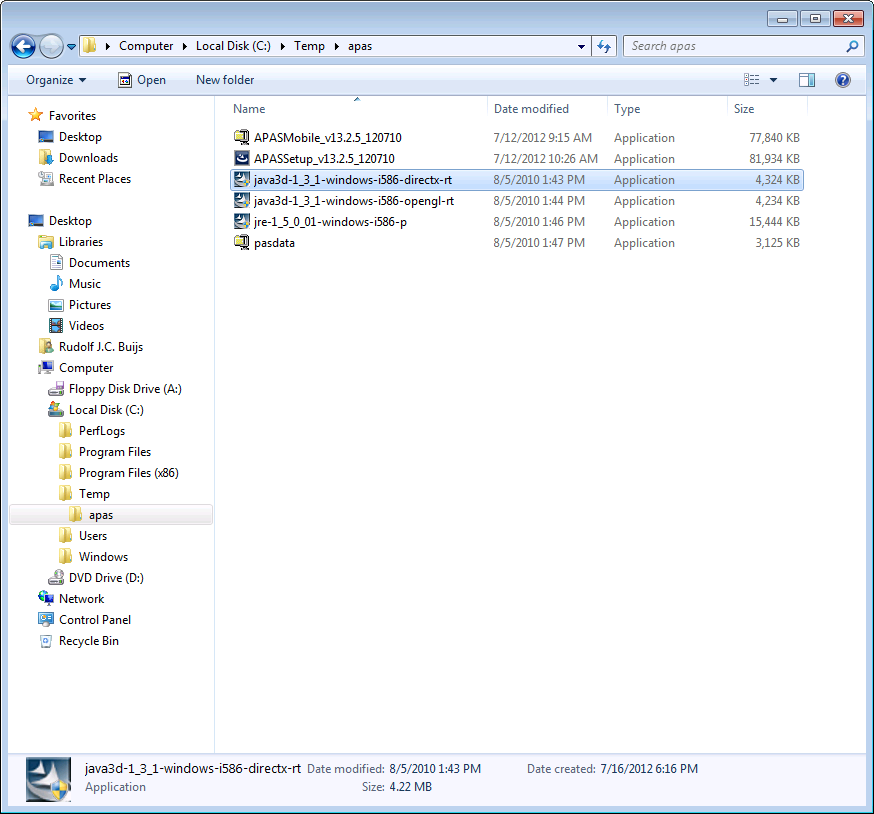 Computer Local Disk (C:) Temp apas Search apas
Organize Open New folder
Name Date modified Type Size
APASMobile_v13.2.5_120710 7/12/2012 9:15 AM Application 77,840 KB
APASSetup_v13.2.5_120710 7/12/2012 10:26 AM Application 81,934 KB
java3d-1_3_1-windows-i586-directx-rt 8/5/2010 1:43 PM Application 4,324 KB
java3d-1_3_1-windows-i586-opengl-rt 8/5/2010 1:44 PM Application 4,234 KB
jre-1_5_0_01-windows-i586-p 8/5/2010 1:46 PM Application 15,444 KB
pasdata 8/5/2010 1:47 PM Application 3,125 KB
Favorites
Desktop
Downloads
Recent Places
Desktop
Libraries
Documents
Music
Pictures
Videos
Rudolf J.C. Buijs
Computer
Floppy Disk Drive (A:)
Local Disk (C:)
PerfLogs
Program Files
Program Files (x86)
Temp
apas
Users
Windows
DVD Drive (D:)
Network
Control Panel
Recycle Bin
java3d-1_3_1-windows-i586-directx-rt Date modified: 8/5/2010 1:43 PM Date created: 7/16/2012 6:16 PM
Application Size: 4.22 MB